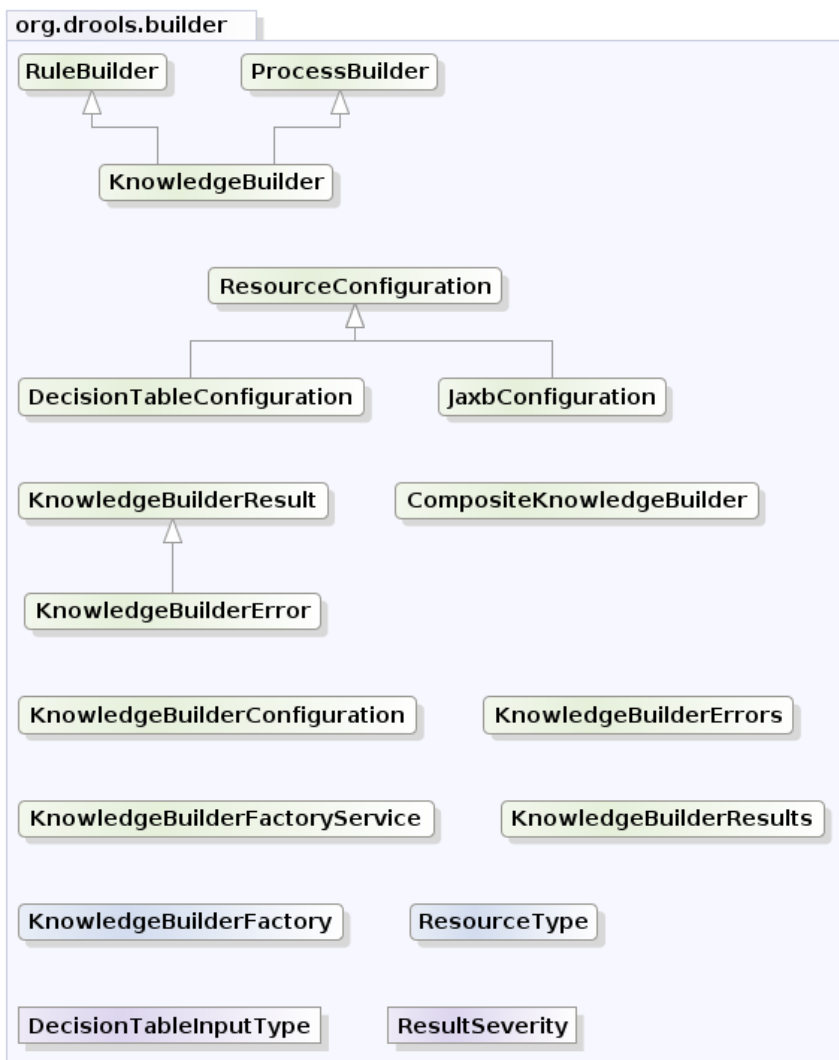 org.drools.builder
RuleBuilder
ProcessBuilder
KnowledgeBuilder
ResourceConfiguration
DecisionTableConfiguration
JaxbConfiguration
KnowledgeBuilderResult
CompositeKnowledgeBuilder
KnowledgeBuilderError
KnowledgeBuilderConfiguration
KnowledgeBuilderErrors
KnowledgeBuilderFactoryService
KnowledgeBuilderResults
KnowledgeBuilderFactory
ResourceType
DecisionTableInputType
ResultSeverity